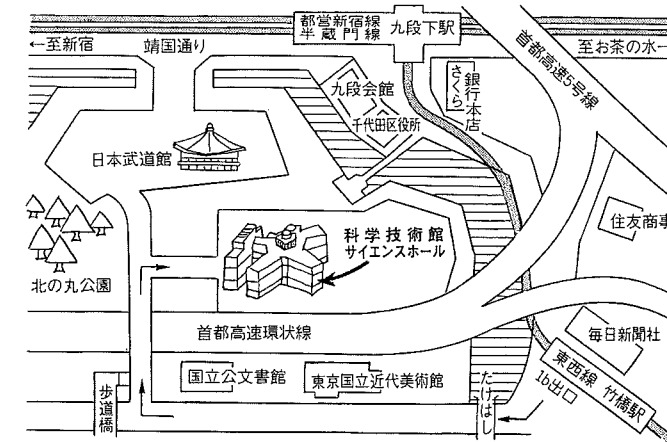 都営新宿線
半蔵門線
九段下駅
←至新宿
靖国通り
首都高速5号線
至お茶の水
九段会館
千代田区役所
さくら
銀行本店
日本武道館
科学技術館
サイエンスホール
住友商事
北の丸公園
首都高速環状線
毎日新聞社
国立公文書館
東京国立近代美術館
東西線 竹橋駅
1b出口
たけはし
歩道橋